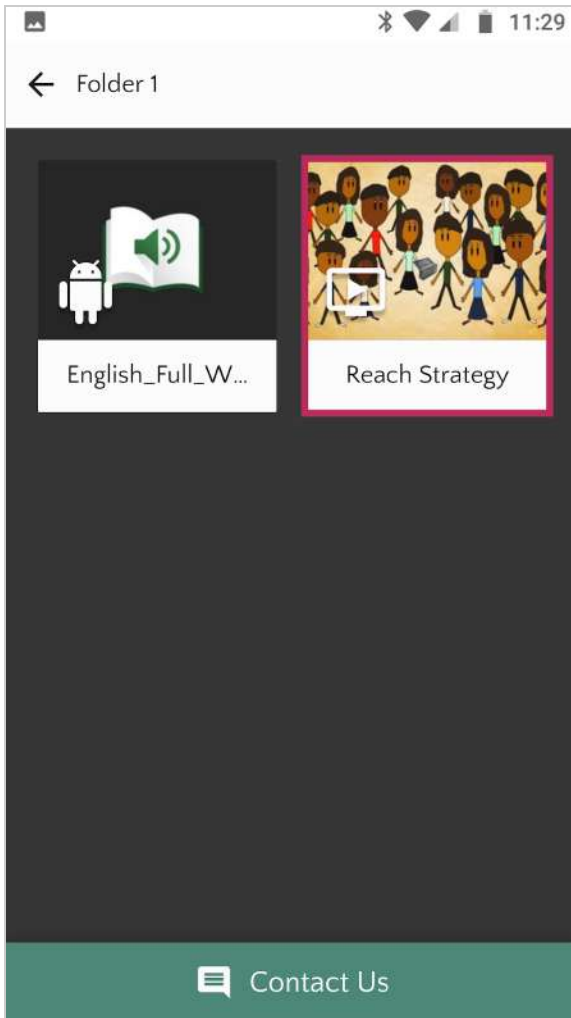 11:29
Folder 1
English_Full_W...
Reach Strategy
Contact Us